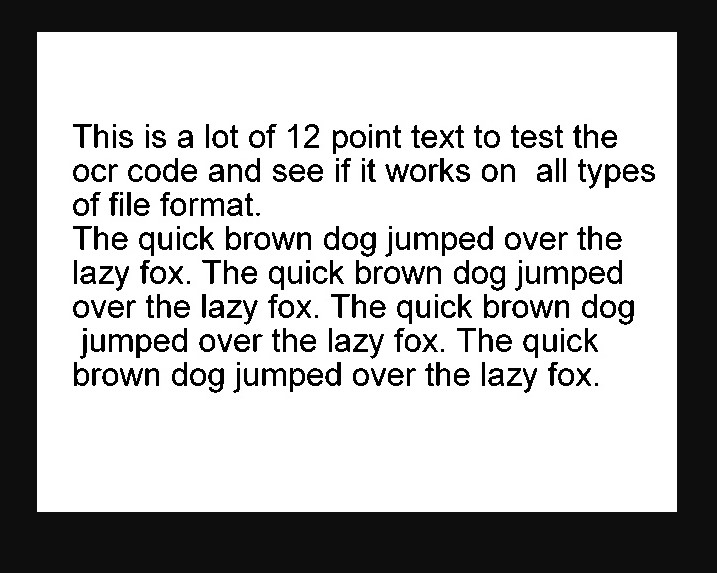 This is a lot of 12 point text to test the
ocr code and see if it works on  all types
of file format.
The quick brown dog jumped over the
lazy fox. The quick brown dog jumped
over the lazy fox. The quick brown dog
 jumped over the lazy fox. The quick
brown dog jumped over the lazy fox.